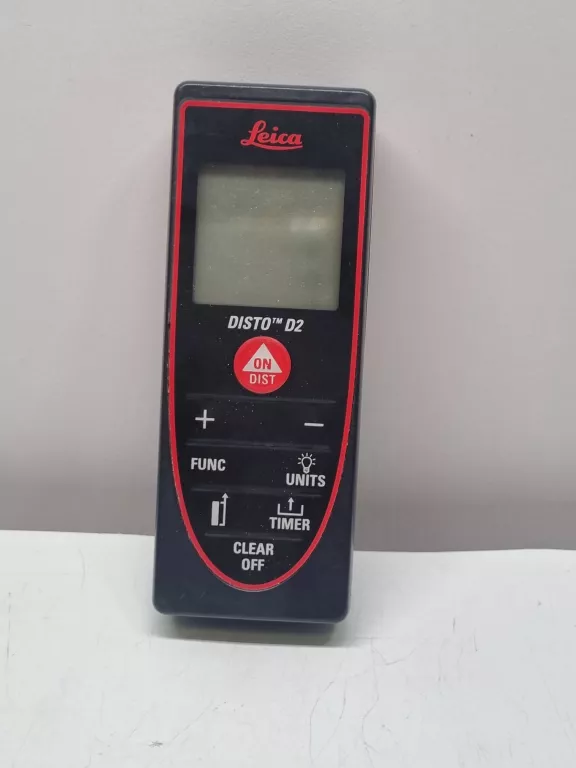 Leica
DISTO™ D2
ON
DIST
+ −
FUNC
UNITS
TIMER
CLEAR
OFF